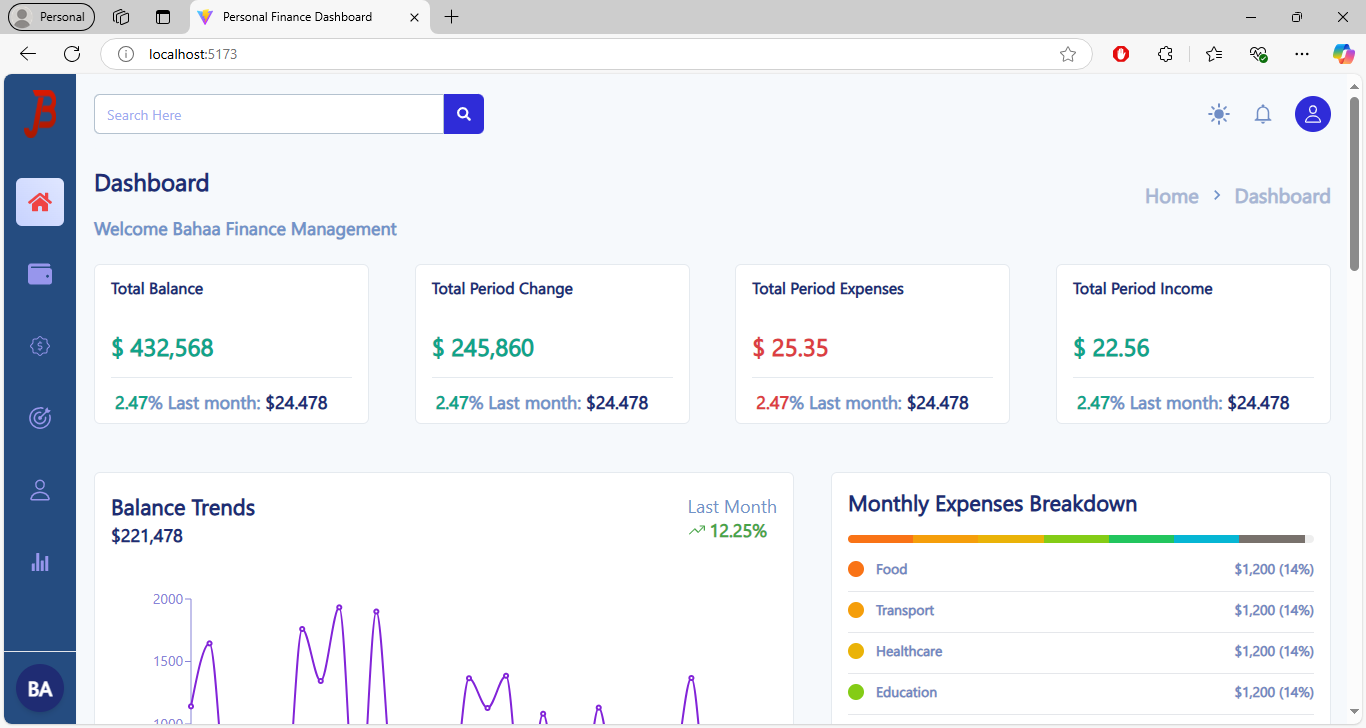 Personal
Personal Finance Dashboard
localhost:5173
B
Search Here
Dashboard
Home > Dashboard
Welcome Bahaa Finance Management
Total Balance
$ 432,568
2.47% Last month: $24.478
Total Period Change
$ 245,860
2.47% Last month: $24.478
Total Period Expenses
$ 25.35
2.47% Last month: $24.478
Total Period Income
$ 22.56
2.47% Last month: $24.478
Balance Trends
$221,478
Last Month
12.25%
2000
1500
1000
Monthly Expenses Breakdown
Food $1,200 (14%)
Transport $1,200 (14%)
Healthcare $1,200 (14%)
Education $1,200 (14%)
BA